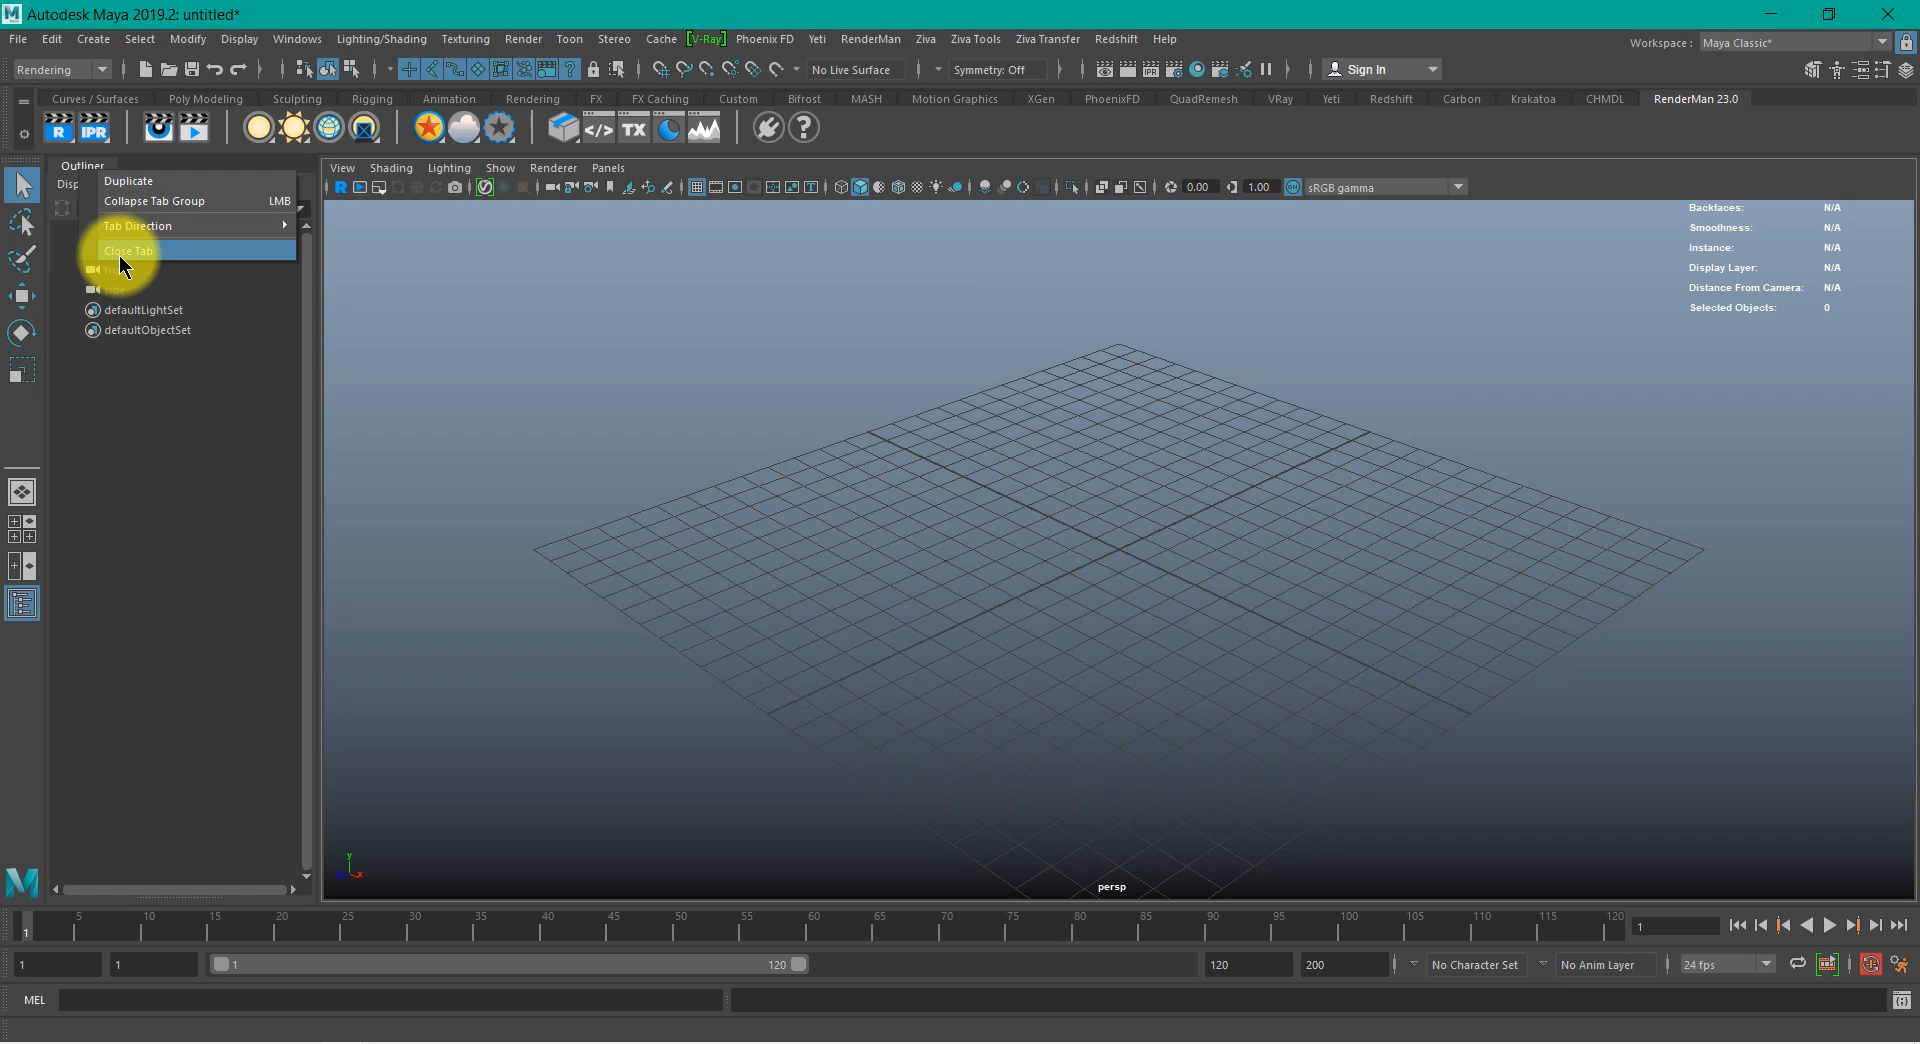 Autodesk Maya 2019.2: untitled*
File Edit Create Select Modify Display Windows Lighting/Shading Texturing Render Toon Stereo Cache [V-Ray] Phoenix FD Yeti RenderMan Ziva Ziva Tools Ziva Transfer Redshift Help Workspace : Maya Classic*
Rendering No Live Surface Symmetry: Off IPR Sign In
Curves / Surfaces Poly Modeling Sculpting Rigging Animation Rendering FX FX Caching Custom Bifrost MASH Motion Graphics XGen PhoenixFD QuadRemesh VRay Yeti Redshift Carbon Krakatoa CHMDL RenderMan 23.0
R IPR </> TX ?
Outliner
View Shading Lighting Show Renderer Panels
Disp
Duplicate
R 0.00 1.00 ON sRGB gamma
Collapse Tab Group LMB
Tab Direction
Close Tab
side
defaultLightSet
defaultObjectSet
Backfaces: N/A
Smoothness: N/A
Instance: N/A
Display Layer: N/A
Distance From Camera: N/A
Selected Objects: 0
y
x
persp
1 5 10 15 20 25 30 35 40 45 50 55 60 65 70 75 80 85 90 95 100 105 110 115 120 1
1 1 1 120 120 200 No Character Set No Anim Layer 24 fps
MEL